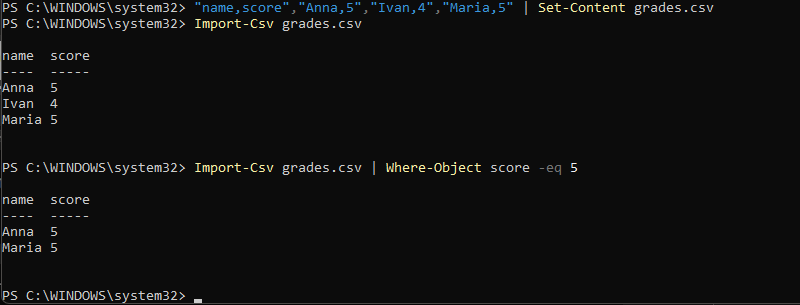 PS C:\WINDOWS\system32> "name,score","Anna,5","Ivan,4","Maria,5" | Set-Content grades.csv
PS C:\WINDOWS\system32> Import-Csv grades.csv
name  score
----  -----
Anna  5
Ivan  4
Maria 5
PS C:\WINDOWS\system32> Import-Csv grades.csv | Where-Object score -eq 5
name  score
----  -----
Anna  5
Maria 5
PS C:\WINDOWS\system32>